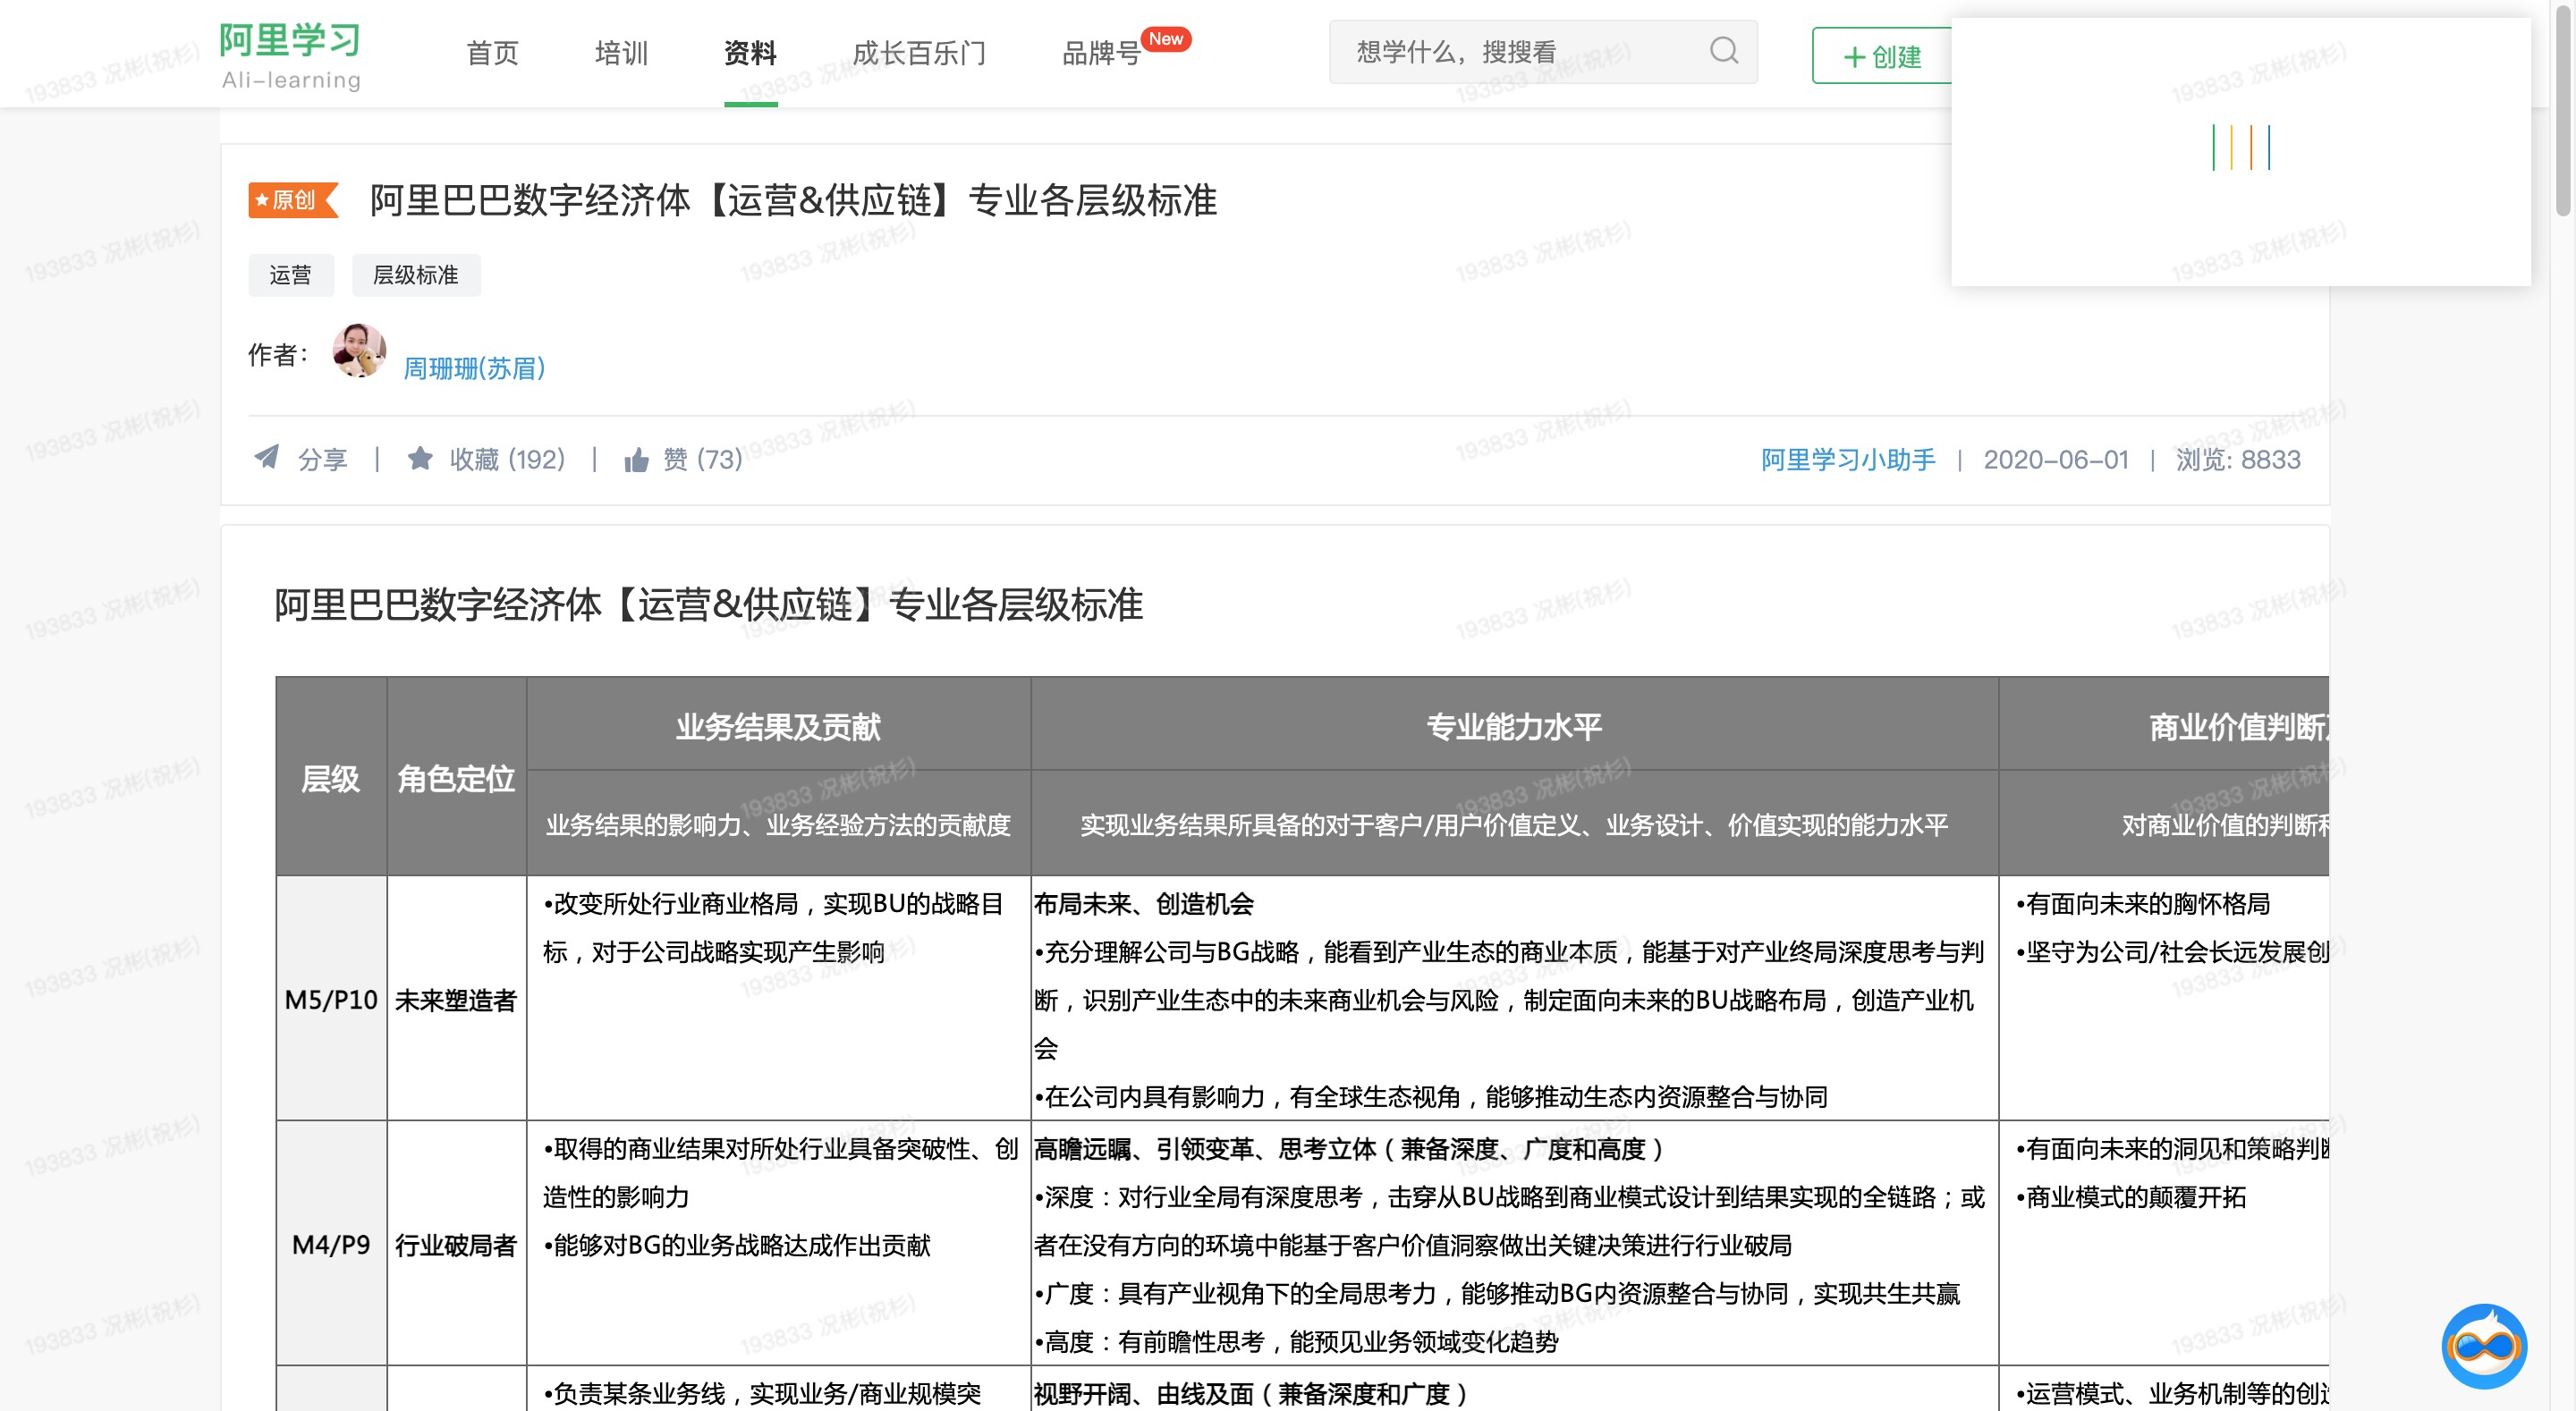 阿里学习
Ali-learning
首页
培训
资料
成长百乐门
品牌号
New
想学什么，搜搜看
创建
原创
阿里巴巴数字经济体【运营&供应链】专业各层级标准
运营
层级标准
作者：
周珊珊(苏眉)
分享 | 收藏 (192) | 赞 (73)
阿里学习小助手 | 2020-06-01 | 浏览: 8833
阿里巴巴数字经济体【运营&供应链】专业各层级标准
层级
角色定位
业务结果及贡献
业务结果的影响力、业务经验方法的贡献度
专业能力水平
实现业务结果所具备的对于客户/用户价值定义、业务设计、价值实现的能力水平
商业价值判断
对商业价值的判断
M5/P10
未来塑造者
•改变所处行业商业格局，实现BU的战略目
标，对于公司战略实现产生影响
布局未来、创造机会
•充分理解公司与BG战略，能看到产业生态的商业本质，能基于对产业终局深度思考与判
断，识别产业生态中的未来商业机会与风险，制定面向未来的BU战略布局，创造产业机
会
•在公司内具有影响力，有全球生态视角，能够推动生态内资源整合与协同
•有面向未来的胸怀格局
•坚守为公司/社会长远发展创
M4/P9
行业破局者
•取得的商业结果对所处行业具备突破性、创
造性的影响力
•能够对BG的业务战略达成作出贡献
高瞻远瞩、引领变革、思考立体（兼备深度、广度和高度）
•深度：对行业全局有深度思考，击穿从BU战略到商业模式设计到结果实现的全链路；或
者在没有方向的环境中能基于客户价值洞察做出关键决策进行行业破局
•广度：具有产业视角下的全局思考力，能够推动BG内资源整合与协同，实现共生共赢
•高度：有前瞻性思考，能预见业务领域变化趋势
•有面向未来的洞见和策略判断
•商业模式的颠覆开拓
•负责某条业务线，实现业务/商业规模突
视野开阔、由线及面（兼备深度和广度）
•运营模式、业务机制等的创造
193833 况彬(祝杉)